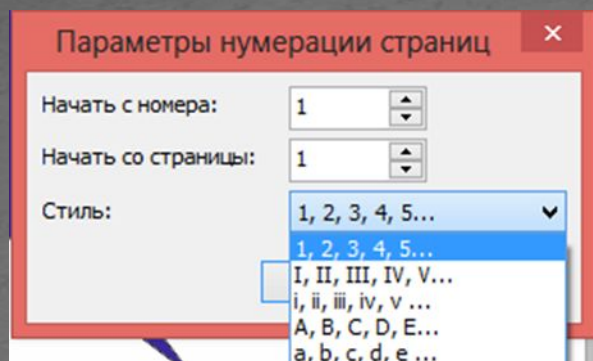 Параметры нумерации страниц
Начать с номера: 1
Начать со страницы: 1
Стиль: 1, 2, 3, 4, 5...
1, 2, 3, 4, 5...
I, II, III, IV, V...
i, ii, iii, iv, v ...
A, B, C, D, E...
a, b, c, d, e ...